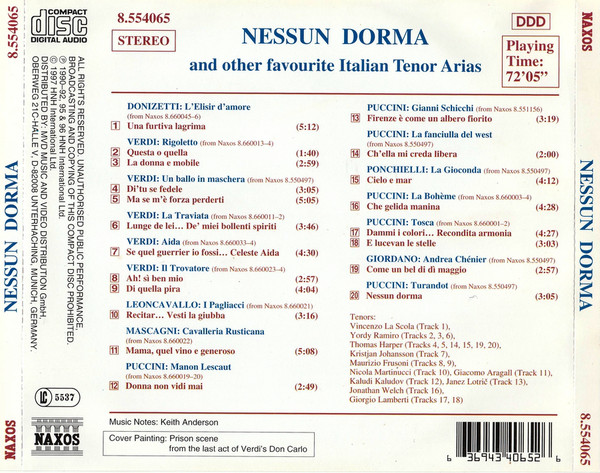 8.554065
NESSUN DORMA
NAXOS
COMPACT
disc
DIGITAL AUDIO
8.554065
STEREO
NESSUN DORMA
and other favourite Italian Tenor Arias
DDD
Playing
Time:
72'05"
ALL RIGHTS RESERVED. UNAUTHORISED PUBLIC PERFORMANCE,
BROADCASTING AND COPYING OF THIS COMPACT DISC PROHIBITED.
℗ 1990-92, 95 & 96 HNH International Ltd.
© 1997 HNH International Ltd.
DISTRIBUTED BY: MVD MUSIC AND VIDEO DISTRIBUTION GmbH,
OBERWEG 21C-HALLE V, D-82008 UNTERHACHING, MUNICH, GERMANY.
DONIZETTI: L'Elisir d'amore
(from Naxos 8.660045-6)
1 Una furtiva lagrima (5:12)
VERDI: Rigoletto (from Naxos 8.660013-4)
2 Questa o quella (1:40)
3 La donna e mobile (2:59)
VERDI: Un ballo in maschera (from Naxos 8.550497)
4 Di'tu se fedele (3:05)
5 Ma se m'è forza perderti (5:05)
VERDI: La Traviata (from Naxos 8.660011-2)
6 Lunge de lei... De' miei bollenti spiriti (3:46)
VERDI: Aida (from Naxos 8.660033-4)
7 Se quel guerrier io fossi... Celeste Aida (4:30)
VERDI: Il Trovatore (from Naxos 8.660023-4)
8 Ah! sì ben mio (2:57)
9 Di quella pira (4:04)
LEONCAVALLO: I Pagliacci (from Naxos 8.660021)
10 Recitar... Vesti la giubba (3:16)
MASCAGNI: Cavalleria Rusticana
(from Naxos 8.660022)
11 Mama, quel vino e generoso (5:08)
PUCCINI: Manon Lescaut
(from Naxos 8.660019-20)
12 Donna non vidi mai (2:49)
PUCCINI: Gianni Schicchi
(from Naxos 8.551156)
13 Firenze è come un albero fiorito (3:19)
PUCCINI: La fanciulla del west
(from Naxos 8.550497)
14 Ch'ella mi creda libera (2:00)
PONCHIELLI: La Gioconda (from Naxos 8.550497)
15 Cielo e mar (4:12)
PUCCINI: La Bohème (from Naxos 8.660003-4)
16 Che gelida manina (4:28)
PUCCINI: Tosca (from Naxos 8.660001-2)
17 Dammi i colori... Recondita armonia (4:27)
18 E lucevan le stelle (3:03)
GIORDANO: Andrea Chénier (from Naxos 8.550497)
19 Come un bel dì di maggio (2:57)
PUCCINI: Turandot (from Naxos 8.550497)
20 Nessun dorma (3:05)
Tenors:
Vincenzo La Scola (Track 1),
Yordy Ramiro (Tracks 2, 3, 6),
Thomas Harper (Tracks 4, 5, 14, 15, 19, 20),
Kristjan Johansson (Track 7),
Maurizio Frusoni (Tracks 8, 9),
Nicola Martinucci (Track 10), Giacomo Aragall (Track 11),
Kaludi Kaludov (Track 12), Janez Lotrič (Track 13),
Jonathan Welch (Track 16),
Giorgio Lamberti (Tracks 17, 18)
LC 5537
NAXOS
Music Notes: Keith Anderson
Cover Painting: Prison scene
from the last act of Verdi's Don Carlo
6 36943 40652 6
NAXOS
NESSUN DORMA
8.554065